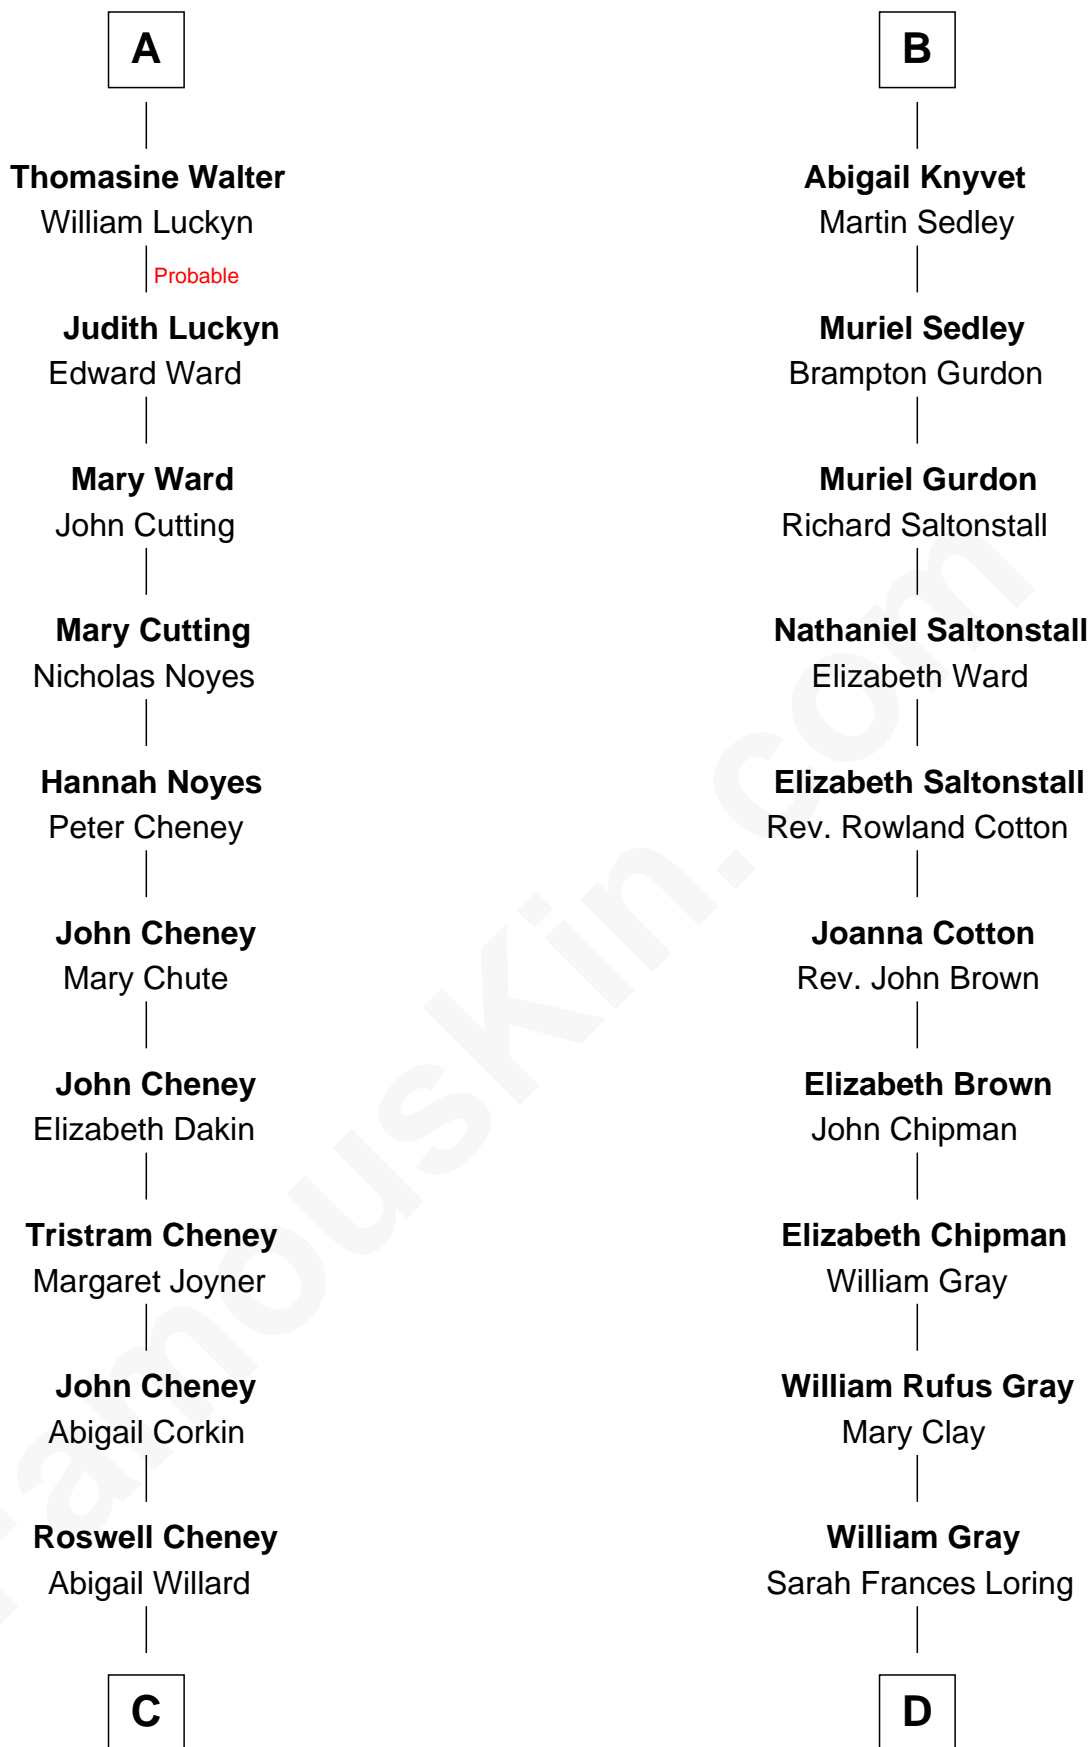 A
Thomasine Walter
William Luckyn
Probable
Judith Luckyn
Edward Ward
Mary Ward
John Cutting
Mary Cutting
Nicholas Noyes
Hannah Noyes
Peter Cheney
John Cheney
Mary Chute
John Cheney
Elizabeth Dakin
Tristram Cheney
Margaret Joyner
John Cheney
Abigail Corkin
Roswell Cheney
Abigail Willard
C
B
Abigail Knyvet
Martin Sedley
Muriel Sedley
Brampton Gurdon
Muriel Gurdon
Richard Saltonstall
Nathaniel Saltonstall
Elizabeth Ward
Elizabeth Saltonstall
Rev. Rowland Cotton
Joanna Cotton
Rev. John Brown
Elizabeth Brown
John Chipman
Elizabeth Chipman
William Gray
William Rufus Gray
Mary Clay
William Gray
Sarah Frances Loring
D
FamousKin.com